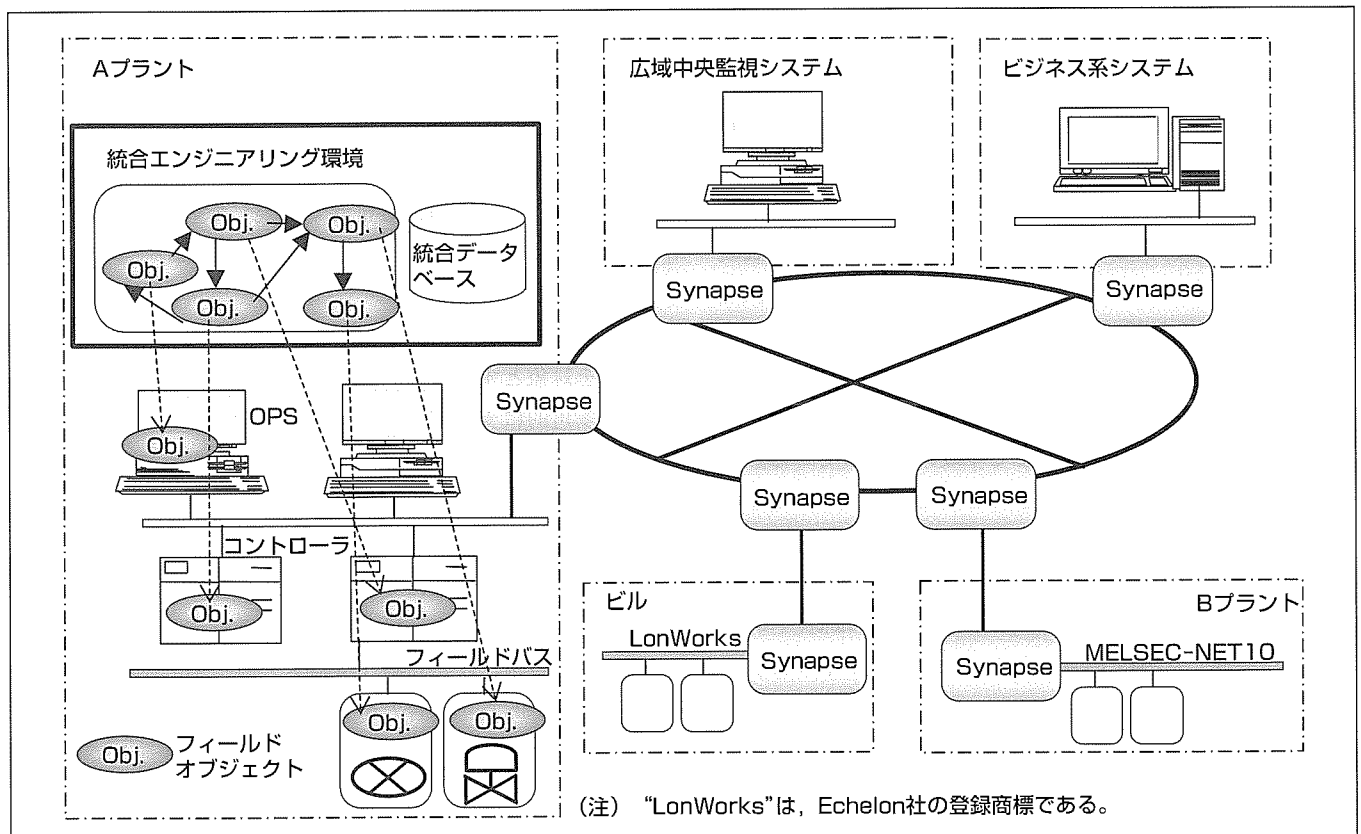 Aプラント
統合エンジニアリング環境
Obj.
Obj.
Obj.
Obj.
Obj.
統合データ
ベース
OPS
Obj.
コントローラ
Obj.
Obj.
フィールドバス
Obj.
Obj.
Obj.
フィールド
オブジェクト
広域中央監視システム
ビジネス系システム
Synapse
Synapse
Synapse
Synapse
Synapse
ビル
LonWorks
Synapse
Bプラント
Synapse
MELSEC-NET10
(注) “LonWorks”は,Echelon社の登録商標である。